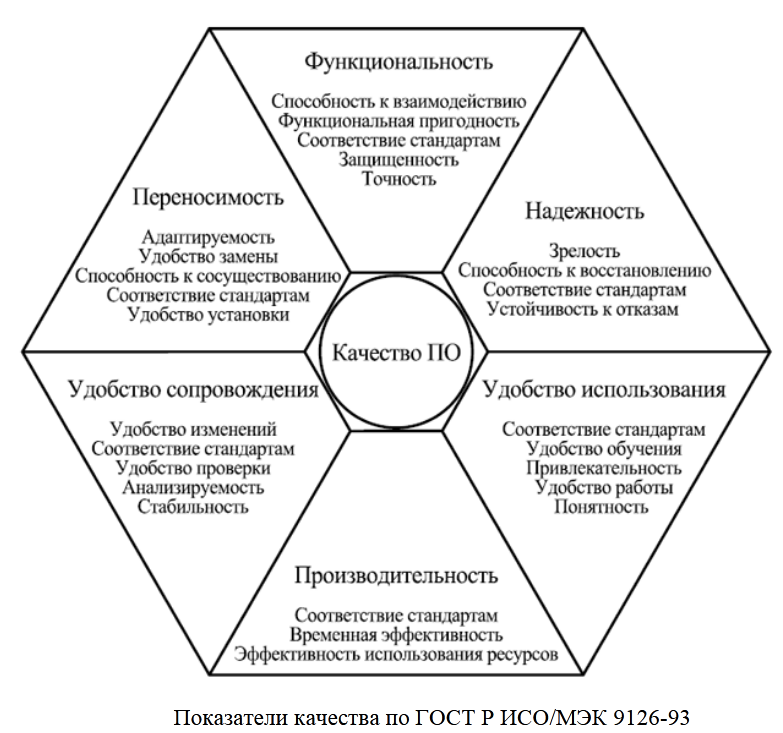 Функциональность
Способность к взаимодействию
Функциональная пригодность
Соответствие стандартам
Защищенность
Точность
Переносимость
Адаптируемость
Удобство замены
Способность к сосуществованию
Соответствие стандартам
Удобство установки
Надежность
Зрелость
Способность к восстановлению
Соответствие стандартам
Устойчивость к отказам
Качество ПО
Удобство сопровождения
Удобство изменений
Соответствие стандартам
Удобство проверки
Анализируемость
Стабильность
Удобство использования
Соответствие стандартам
Удобство обучения
Привлекательность
Удобство работы
Понятность
Производительность
Соответствие стандартам
Временная эффективность
Эффективность использования ресурсов
Показатели качества по ГОСТ Р ИСО/МЭК 9126-93